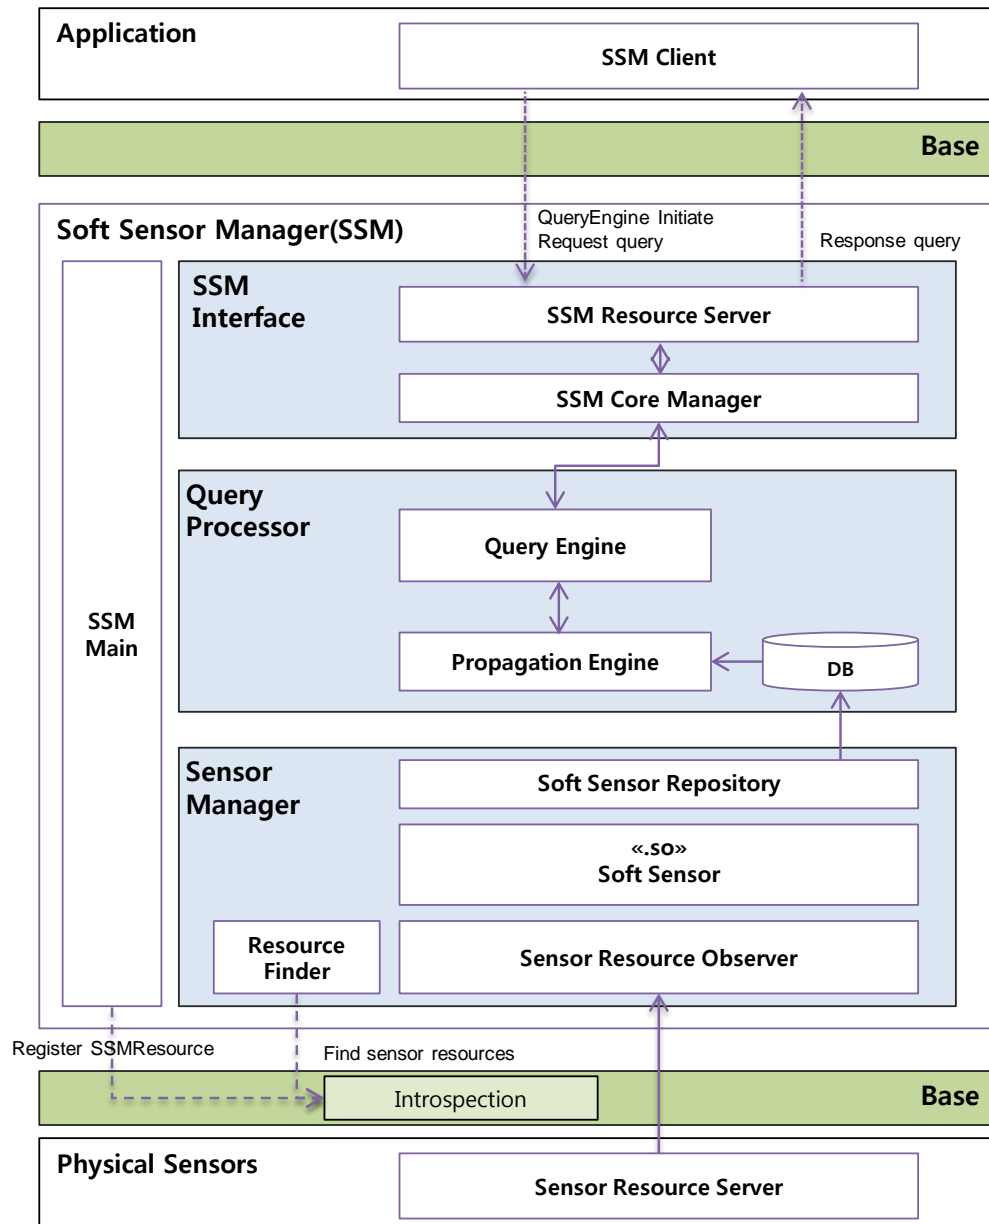 Application
SSM Client
Base
Soft Sensor Manager(SSM)
QueryEngine Initiate
Request query
Response query
SSM
Interface
SSM Resource Server
SSM Core Manager
Query
Processor
Query Engine
SSM
Main
Propagation Engine
DB
Sensor
Manager
Soft Sensor Repository
«.so»
Soft Sensor
Resource
Finder
Sensor Resource Observer
Register SSMResource
Find sensor resources
Introspection
Base
Physical Sensors
Sensor Resource Server